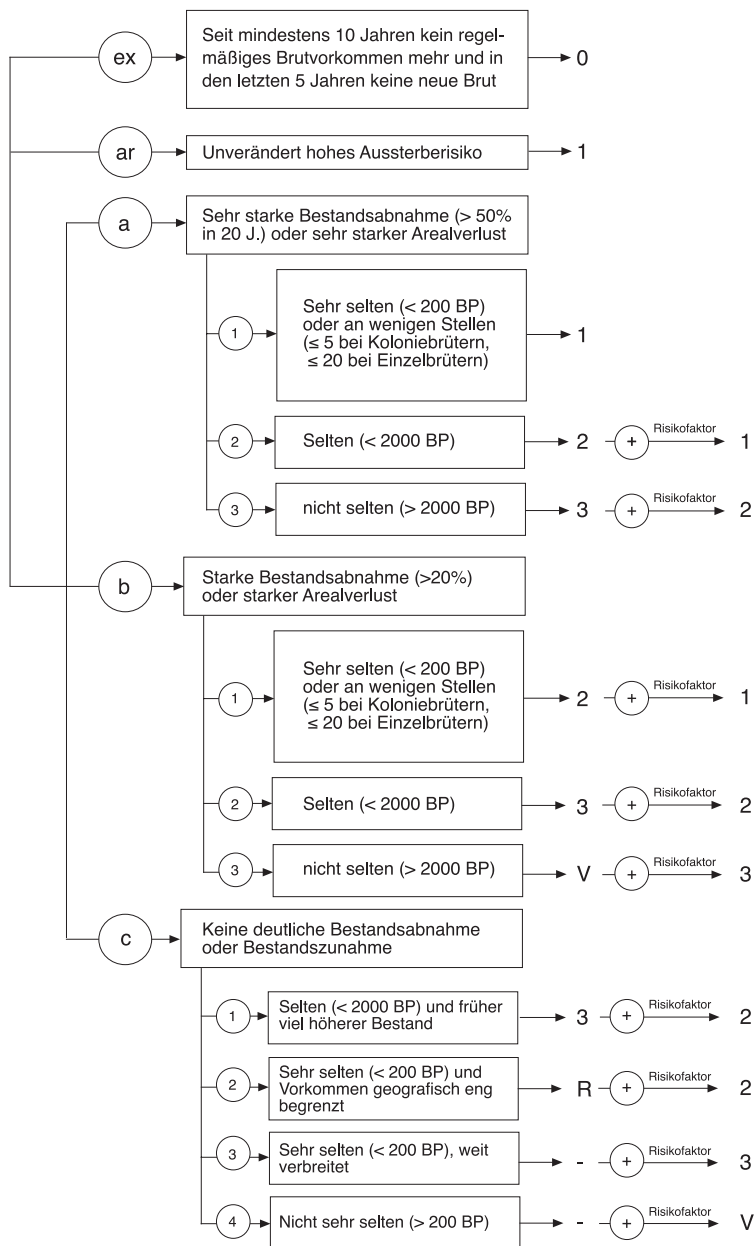 ex
Seit mindestens 10 Jahren kein regel-
mäßiges Brutvorkommen mehr und in
den letzten 5 Jahren keine neue Brut
0
ar
Unverändert hohes Aussterberisiko
1
a
Sehr starke Bestandsabnahme (> 50%
in 20 J.) oder sehr starker Arealverlust
1
Sehr selten (< 200 BP)
oder an wenigen Stellen
(≤ 5 bei Koloniebrütern,
≤ 20 bei Einzelbrütern)
1
2
Selten (< 2000 BP)
2
+
Risikofaktor
1
3
nicht selten (> 2000 BP)
3
+
Risikofaktor
2
b
Starke Bestandsabnahme (>20%)
oder starker Arealverlust
1
Sehr selten (< 200 BP)
oder an wenigen Stellen
(≤ 5 bei Koloniebrütern,
≤ 20 bei Einzelbrütern)
2
+
Risikofaktor
1
2
Selten (< 2000 BP)
3
+
Risikofaktor
2
3
nicht selten (> 2000 BP)
V
+
Risikofaktor
3
c
Keine deutliche Bestandsabnahme
oder Bestandszunahme
1
Selten (< 2000 BP) und früher
viel höherer Bestand
3
+
Risikofaktor
2
2
Sehr selten (< 200 BP) und
Vorkommen geografisch eng
begrenzt
R
+
Risikofaktor
2
3
Sehr selten (< 200 BP), weit
verbreitet
-
+
Risikofaktor
3
4
Nicht sehr selten (> 200 BP)
-
+
Risikofaktor
V